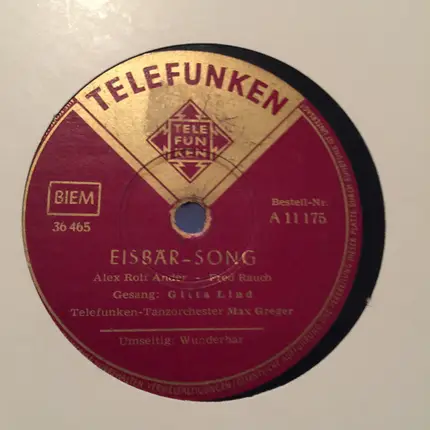 TELEFUNKEN
TELE
FUN
KEN
BIEM
36 465
Bestell-Nr.
A 11 175
EISBÄR-SONG
Alex Rolf Ander - Fred Rauch
Gesang: Gitta Lind
Telefunken-Tanzorchester Max Greger
Umseitig: Wunderbar